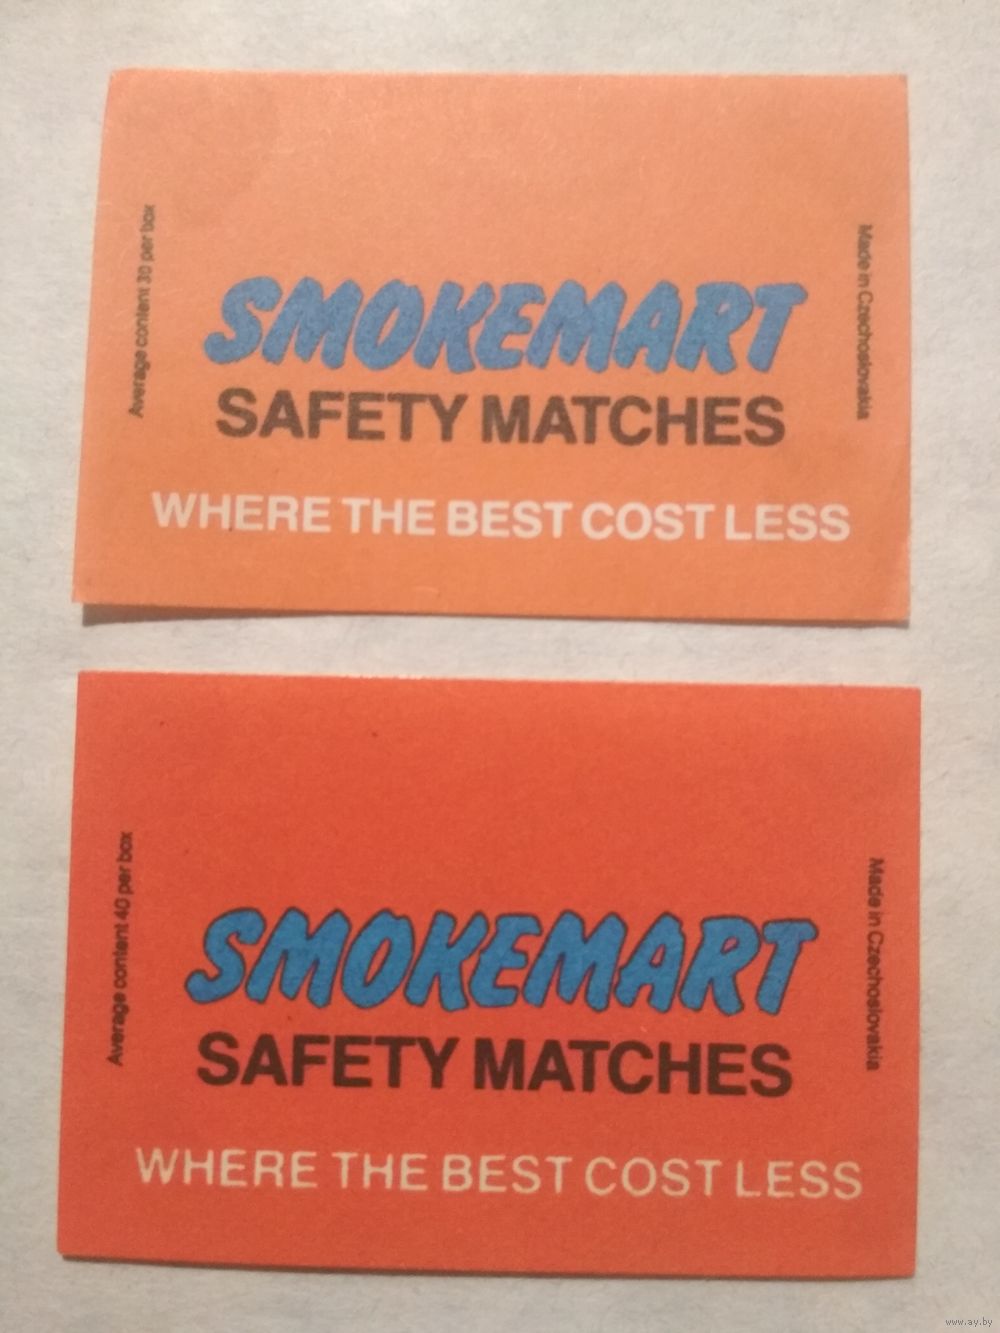 Average content 30 per box
SMOKEMART
SAFETY MATCHES
WHERE THE BEST COST LESS
Made in Czechoslovakia
Average content 40 per box
SMOKEMART
SAFETY MATCHES
WHERE THE BEST COST LESS
Made in Czechoslovakia
www.ay.by